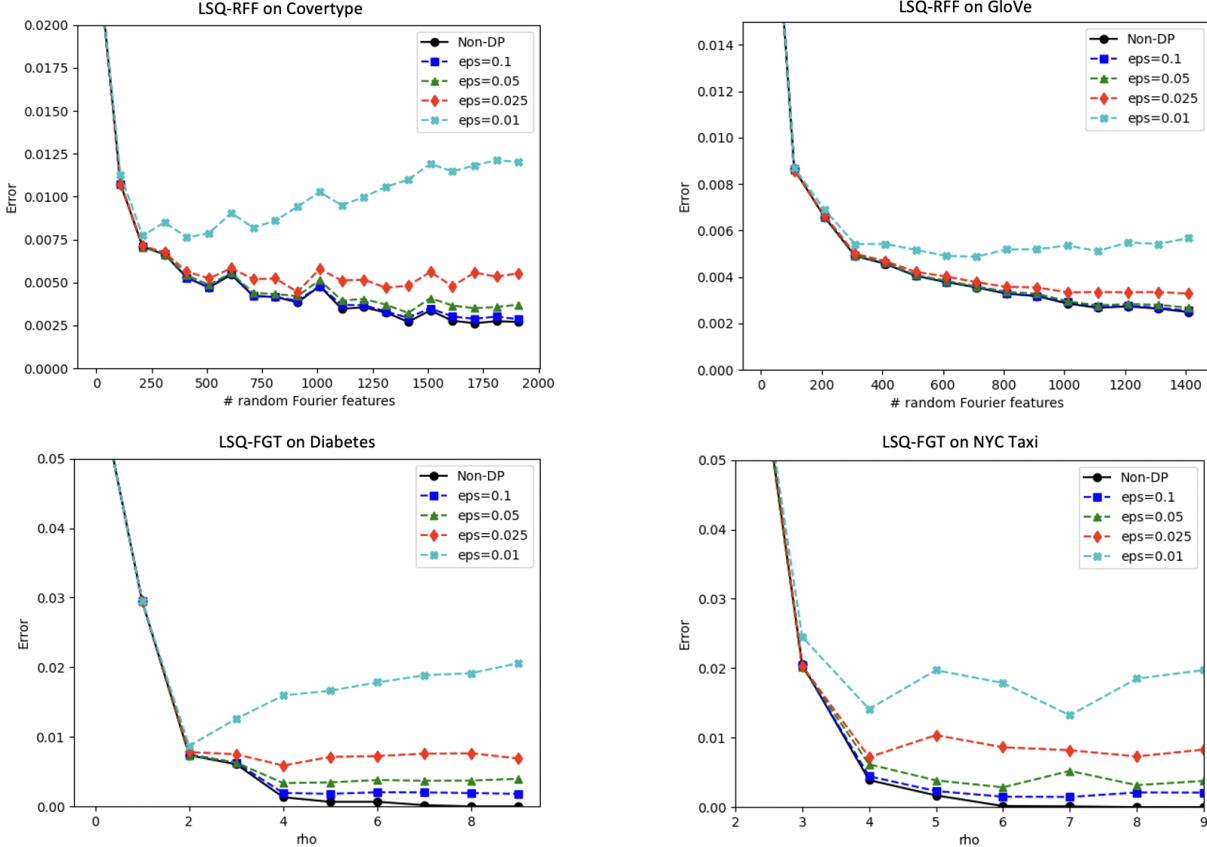 LSQ-RFF on Covertype
0.0200
0.0175
0.0150
0.0125
0.0100
0.0075
0.0050
0.0025
0.0000
Error
Non-DP
eps=0.1
eps=0.05
eps=0.025
eps=0.01
0 250 500 750 1000 1250 1500 1750 2000
# random Fourier features
LSQ-RFF on GloVe
0.014
0.012
0.010
0.008
0.006
0.004
0.002
0.000
Error
Non-DP
eps=0.1
eps=0.05
eps=0.025
eps=0.01
0 200 400 600 800 1000 1200 1400
# random Fourier features
LSQ-FGT on Diabetes
0.05
0.04
0.03
0.02
0.01
0.00
Error
Non-DP
eps=0.1
eps=0.05
eps=0.025
eps=0.01
0 2 4 6 8
rho
LSQ-FGT on NYC Taxi
0.05
0.04
0.03
0.02
0.01
0.00
Error
Non-DP
eps=0.1
eps=0.05
eps=0.025
eps=0.01
2 3 4 5 6 7 8 9
rho